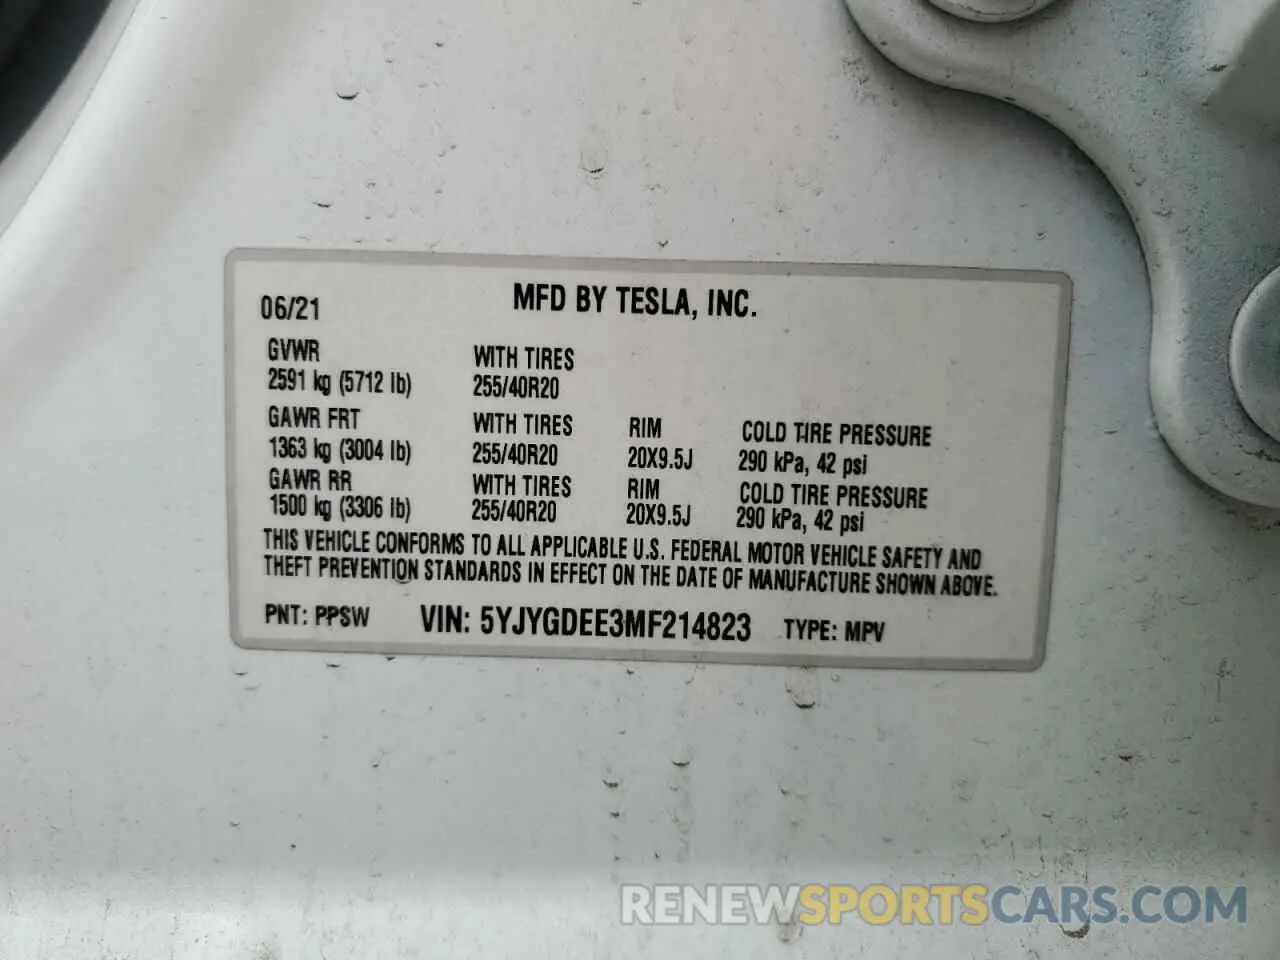 06/21 MFD BY TESLA, INC.
GVWR WITH TIRES
2591 kg (5712 lb) 255/40R20
GAWR FRT WITH TIRES RIM COLD TIRE PRESSURE
1363 kg (3004 lb) 255/40R20 20X9.5J 290 kPa, 42 psi
GAWR RR WITH TIRES RIM COLD TIRE PRESSURE
1500 kg (3306 lb) 255/40R20 20X9.5J 290 kPa, 42 psi
THIS VEHICLE CONFORMS TO ALL APPLICABLE U.S. FEDERAL MOTOR VEHICLE SAFETY AND
THEFT PREVENTION STANDARDS IN EFFECT ON THE DATE OF MANUFACTURE SHOWN ABOVE.
PNT: PPSW VIN: 5YJYGDEE3MF214823 TYPE: MPV
RENEWSPORTSCARS.COM